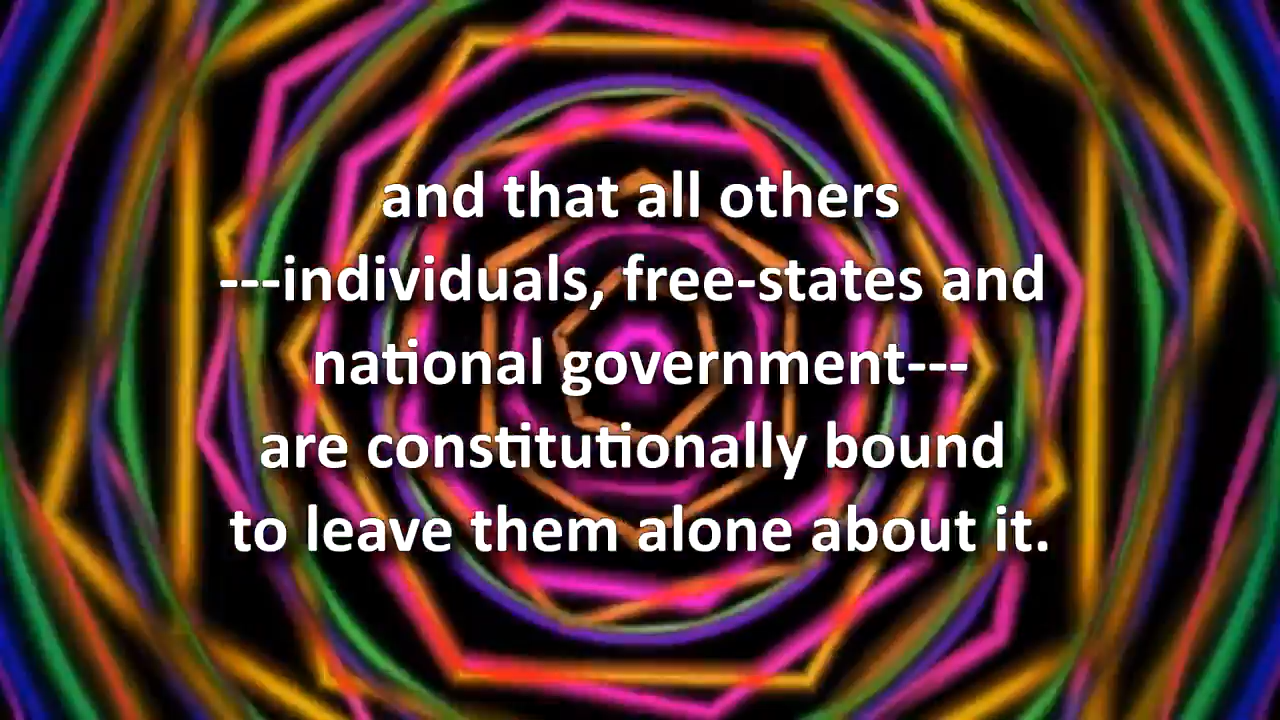 and that all others
---individuals, free-states and
national government---
are constitutionally bound
to leave them alone about it.